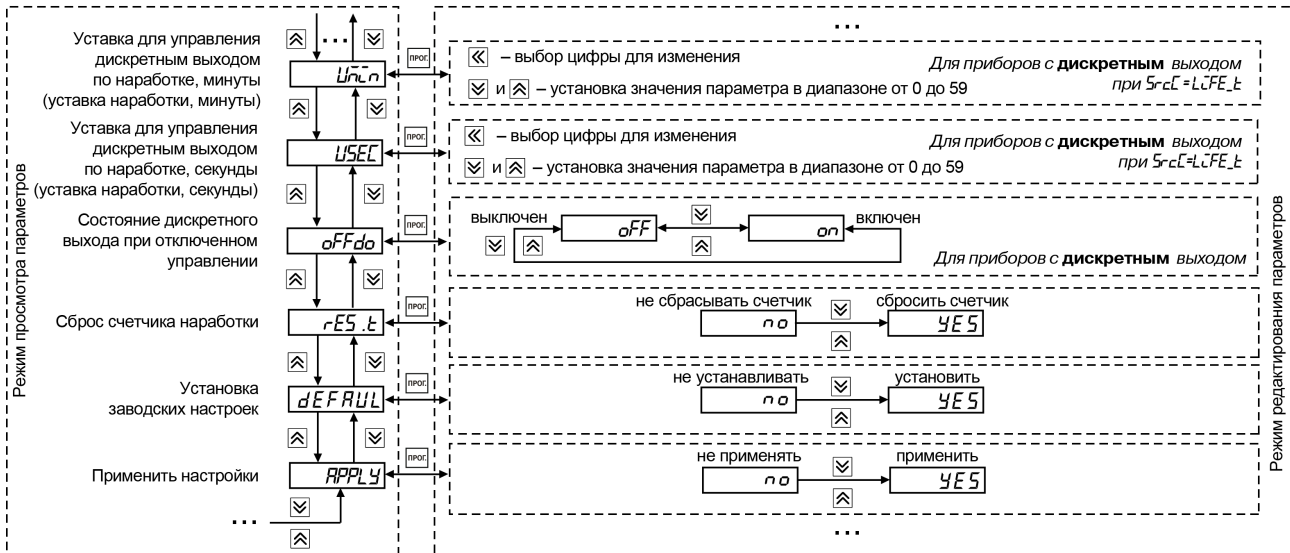 Режим просмотра параметров
...
Уставка для управления
дискретным выходом
по наработке, минуты
(уставка наработки, минуты)
Umin
ПРОГ.
Уставка для управления
дискретным выходом
по наработке, секунды
(уставка наработки, секунды)
USEC
ПРОГ.
Состояние дискретного
выхода при отключенном
управлении
oFFdo
ПРОГ.
Сброс счетчика наработки
rES.t
ПРОГ.
Установка
заводских настроек
dEFAUL
ПРОГ.
Применить настройки
APPLY
ПРОГ.
...
Режим редактирования параметров
...
– выбор цифры для изменения
и – установка значения параметра в диапазоне от 0 до 59
Для приборов с дискретным выходом
при SrcC=LiFE_t
– выбор цифры для изменения
и – установка значения параметра в диапазоне от 0 до 59
Для приборов с дискретным выходом
при SrcC=LiFE_t
выключен
oFF
on
включен
Для приборов с дискретным выходом
не сбрасывать счетчик
no
сбросить счетчик
YES
не устанавливать
no
установить
YES
не применять
no
применить
YES
...